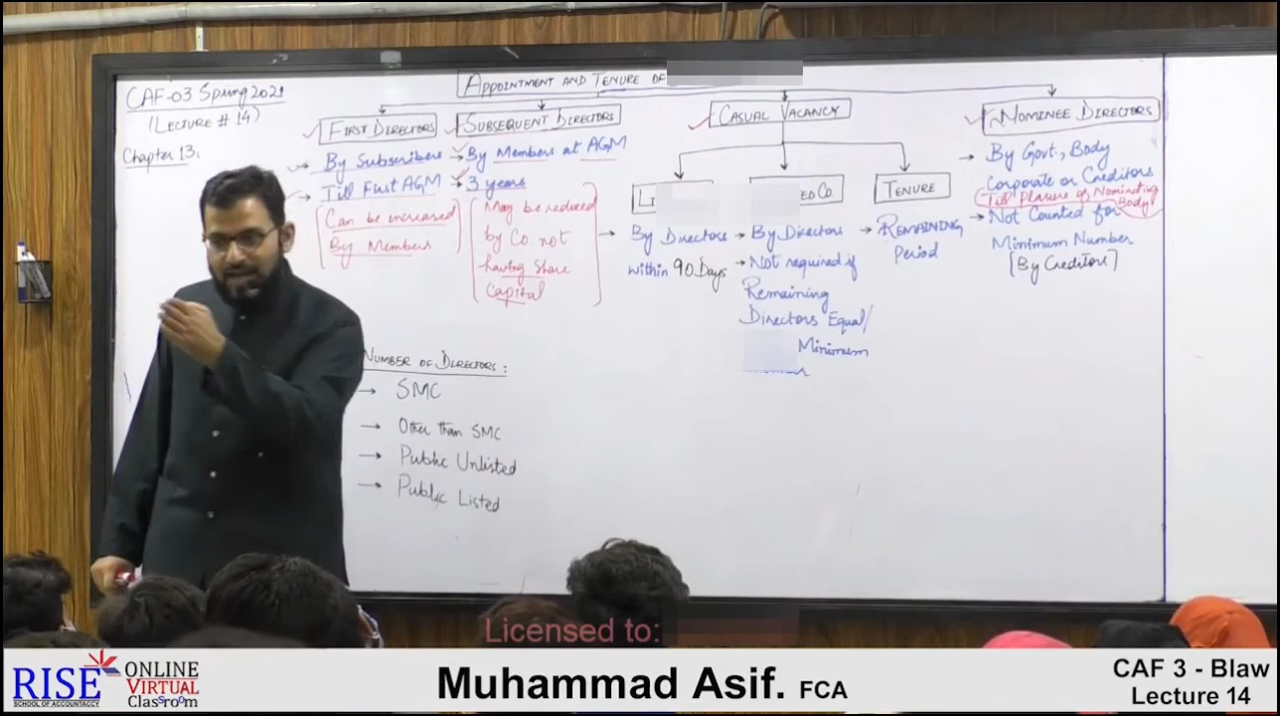 APPOINTMENT AND TENURE OF
CAF-03 Spring 2021
(LECTURE # 14)
Chapter 13:
FIRST DIRECTORS
By Subscribers
Till First AGM
Can be increased
By Members
SUBSEQUENT DIRECTORS
By Members at AGM
3 years
May be reduced
by Co. not
having Share
Capital
CASUAL VACANCY
By Directors
within 90 Days
ED CO
By Directors
Not required if
Remaining
Directors Equal/
Minimum
TENURE
REMAINING
Period
NOMINEE DIRECTORS
By Govt., Body
Corporate or Creditors
Till Pleasure of Nominating
Body
Not Counted for
Minimum Number
[By Creditors]
NUMBER OF DIRECTORS:
SMC
Other than SMC
Public Unlisted
Public Listed
Licensed to:
RISE
SCHOOL OF ACCOUNTANCY
ONLINE
VIRTUAL
Classroom
Muhammad Asif. FCA
CAF 3 - Blaw
Lecture 14